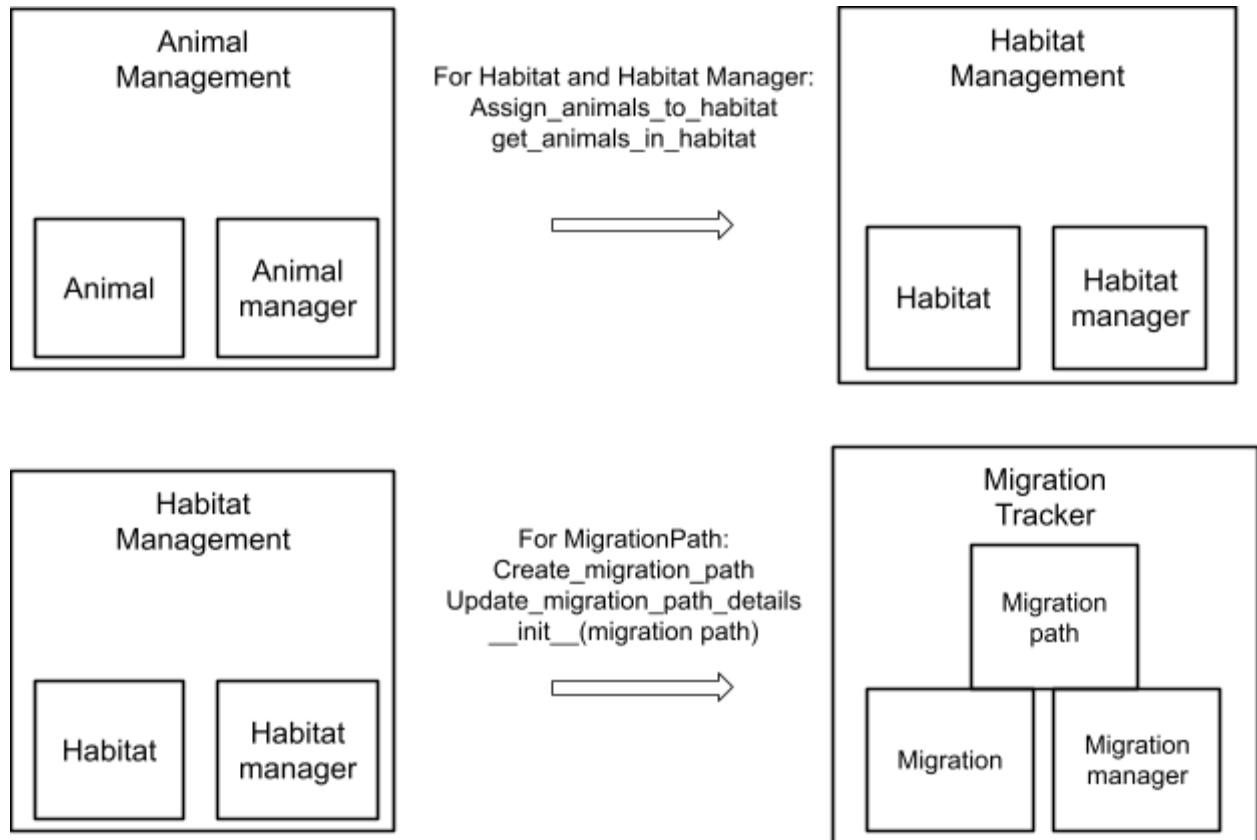 Animal
Management
For Habitat and Habitat Manager:
Assign_animals_to_habitat
get_animals_in_habitat
Animal
Animal
manager
Habitat
Management
Habitat
Habitat
manager
Habitat
Management
For MigrationPath:
Create_migration_path
Update_migration_path_details
__init__(migration path)
Habitat
Habitat
manager
Migration
Tracker
Migration
path
Migration
Migration
manager